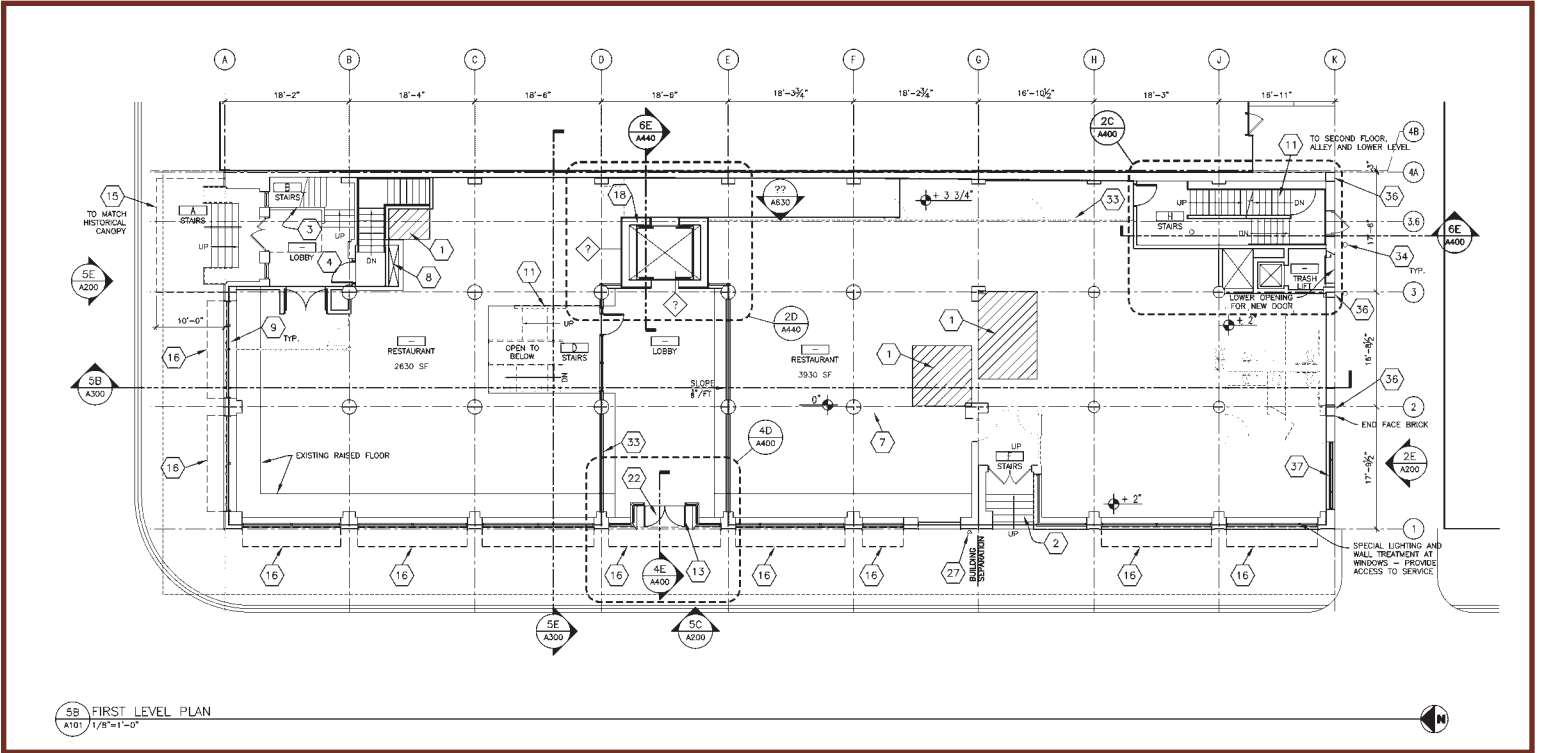 A B C D E F G H J K
18'-2" 18'-4" 18'-6" 18'-6" 18'-3¾" 18'-2¾" 16'-10½" 18'-3" 16'-11"
6E
A440
2C
A400
TO SECOND FLOOR,
ALLEY AND LOWER LEVEL
11
4B
3"
4A
15
TO MATCH
HISTORICAL
CANOPY
A
STAIRS
UP
B
STAIRS
3
UP
LOBBY
4
DN
1
8
18
??
A630
+ 3 3/4"
33
UP
H
STAIRS
DN
36
3.6
17'-6"
6E
A400
34
TYP.
TRASH
LIFT
LOWER OPENING
FOR NEW DOOR
3
36
5E
A200
10'-0"
9
TYP.
16
11
UP
?
?
2D
A440
1
+ 2"
16'-8½"
RESTAURANT
2630 SF
OPEN TO
BELOW
D
STAIRS
DN
LOBBY
RESTAURANT
3930 SF
1
5B
A300
SLOPE
⅛"/FT
0"
36
2
END FACE BRICK
7
16
EXISTING RAISED FLOOR
33
4D
A400
UP
F
STAIRS
37
2E
A200
17'-9½"
22
+ 2"
1
16 16 16 13 16 16 27 UP 2 16 16
4E
A400
BUILDING
SEPARATION
SPECIAL LIGHTING AND
WALL TREATMENT AT
WINDOWS – PROVIDE
ACCESS TO SERVICE
5E
A300
5C
A200
5B
A101
FIRST LEVEL PLAN
1/8"=1'-0"
N